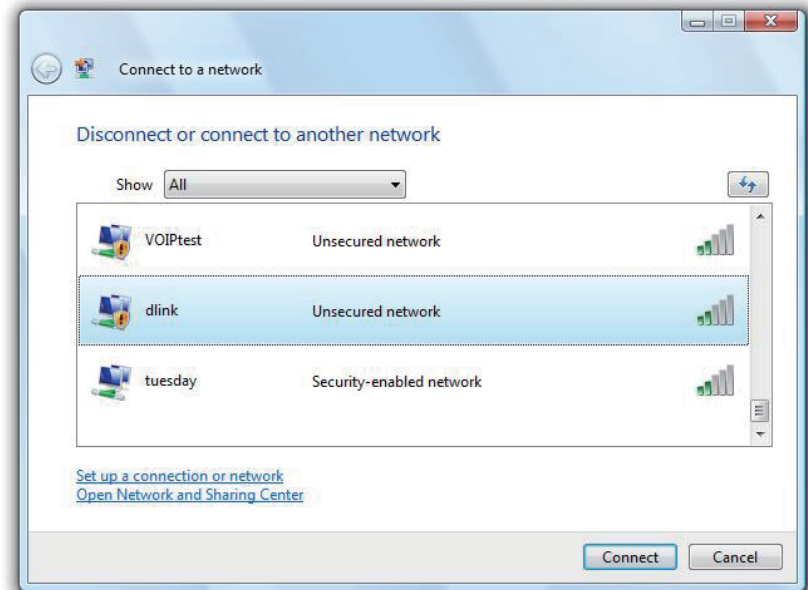 Connect to a network
Disconnect or connect to another network
Show All
VOIPtest Unsecured network
dlink Unsecured network
tuesday Security-enabled network
Set up a connection or network
Open Network and Sharing Center
Connect Cancel